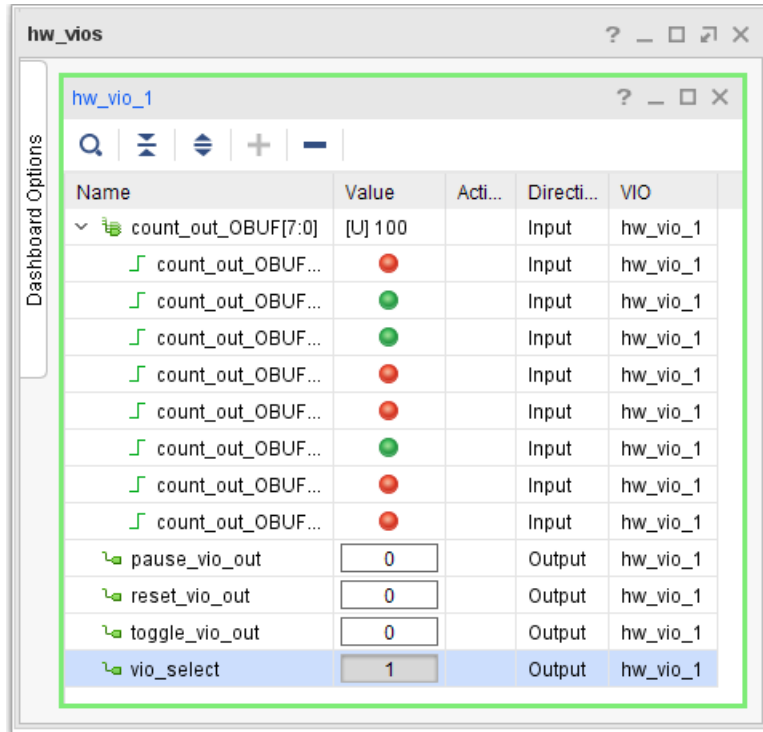 hw_vios
Dashboard Options
hw_vio_1
Name Value Acti... Directi... VIO
count_out_OBUF[7:0] [U] 100 Input hw_vio_1
count_out_OBUF... Input hw_vio_1
count_out_OBUF... Input hw_vio_1
count_out_OBUF... Input hw_vio_1
count_out_OBUF... Input hw_vio_1
count_out_OBUF... Input hw_vio_1
count_out_OBUF... Input hw_vio_1
count_out_OBUF... Input hw_vio_1
count_out_OBUF... Input hw_vio_1
pause_vio_out 0 Output hw_vio_1
reset_vio_out 0 Output hw_vio_1
toggle_vio_out 0 Output hw_vio_1
vio_select 1 Output hw_vio_1